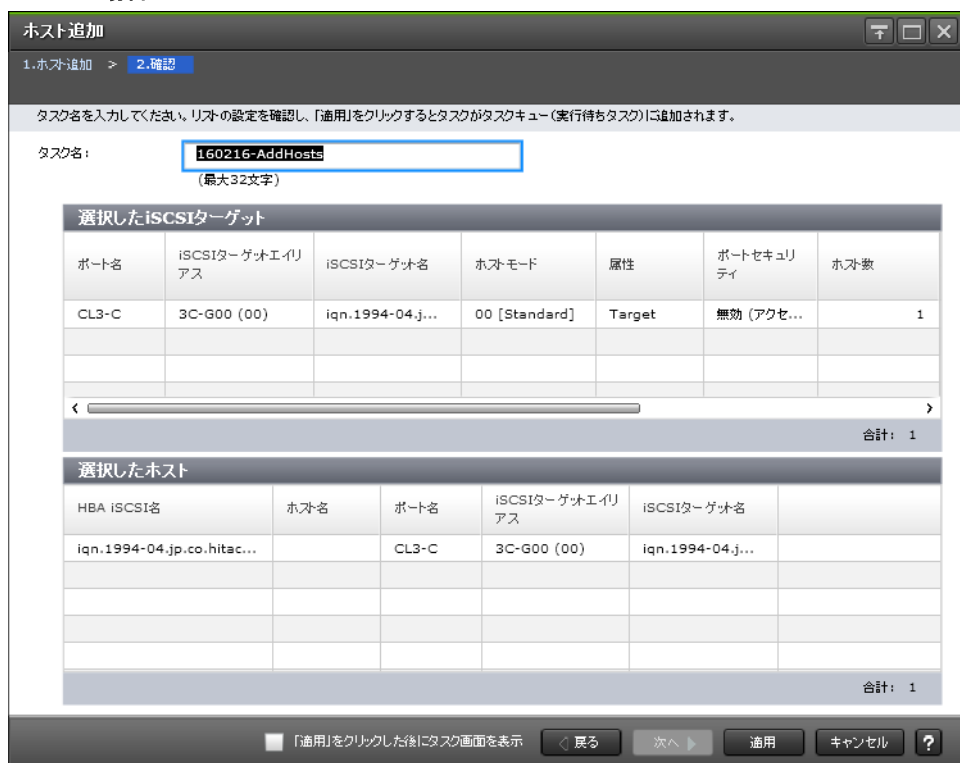 ホスト追加
1.ホスト追加 > 2.確認
タスク名を入力してください。リストの設定を確認し、「適用」をクリックするとタスクがタスクキュー(実行待ちタスク)に追加されます。
タスク名: 160216-AddHosts
(最大32文字)
選択したiSCSIターゲット
ポート名 iSCSIターゲットエイリアス iSCSIターゲット名 ホストモード 属性 ポートセキュリティ ホスト数
CL3-C 3C-G00 (00) iqn.1994-04.j... 00 [Standard] Target 無効 (アクセ... 1
合計: 1
選択したホスト
HBA iSCSI名 ホスト名 ポート名 iSCSIターゲットエイリアス iSCSIターゲット名
iqn.1994-04.jp.co.hitac... CL3-C 3C-G00 (00) iqn.1994-04.j...
合計: 1
「適用」をクリックした後にタスク画面を表示 戻る 次へ 適用 キャンセル ?